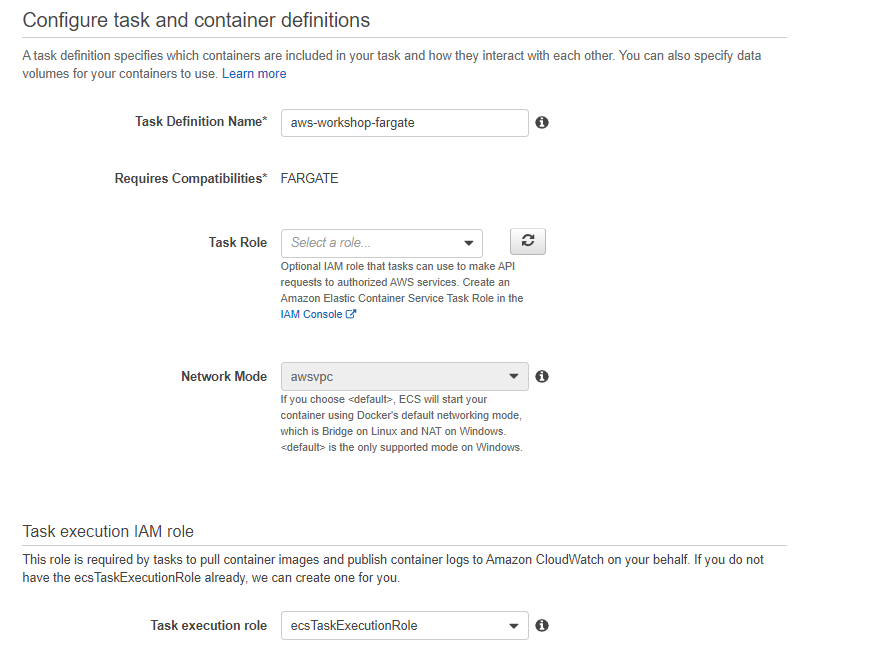 Configure task and container definitions
A task definition specifies which containers are included in your task and how they interact with each other. You can also specify data
volumes for your containers to use. Learn more
Task Definition Name*
aws-workshop-fargate
Requires Compatibilities* FARGATE
Task Role
Select a role...
Optional IAM role that tasks can use to make API
requests to authorized AWS services. Create an
Amazon Elastic Container Service Task Role in the
IAM Console
Network Mode
awsvpc
If you choose <default>, ECS will start your
container using Docker's default networking mode,
which is Bridge on Linux and NAT on Windows.
<default> is the only supported mode on Windows.
Task execution IAM role
This role is required by tasks to pull container images and publish container logs to Amazon CloudWatch on your behalf. If you do not
have the ecsTaskExecutionRole already, we can create one for you.
Task execution role
ecsTaskExecutionRole